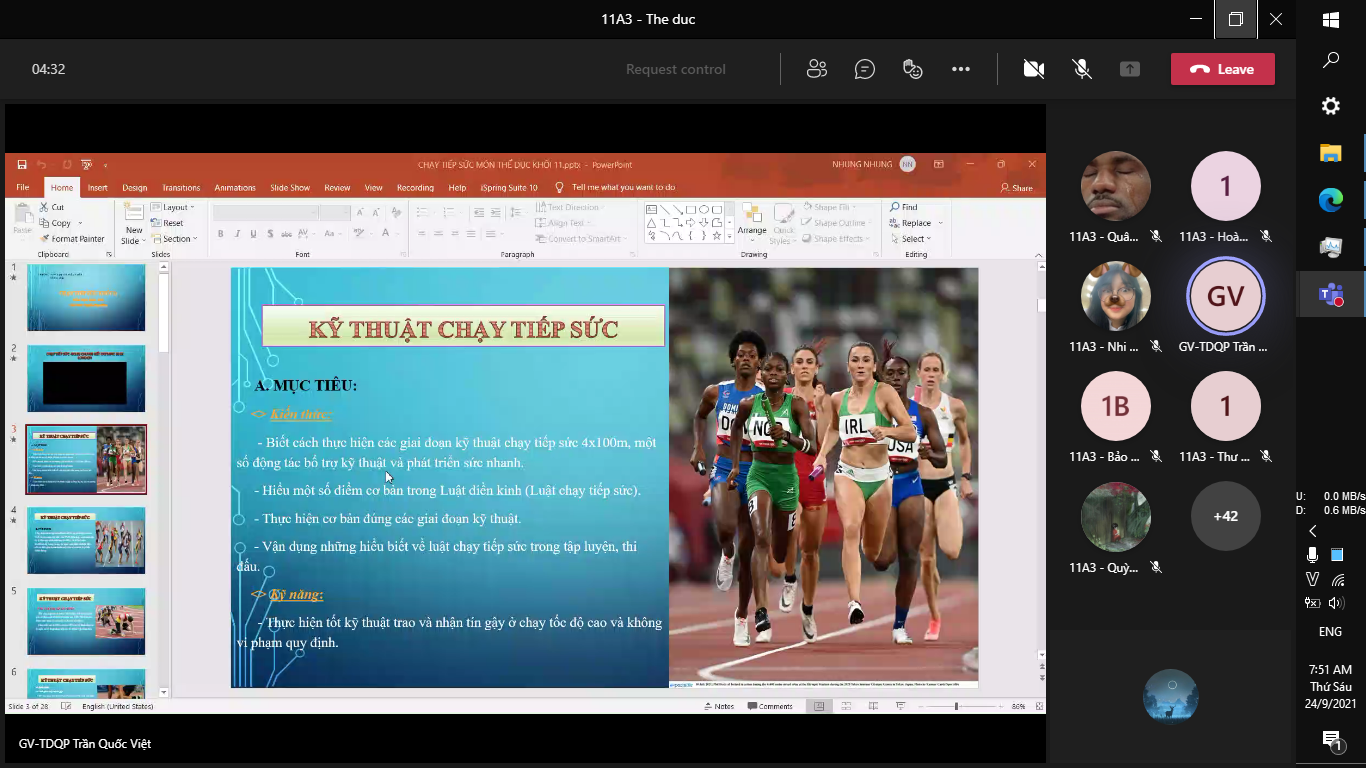 11A3 - The duc
04:32
Request control
Leave
CHẠY TIẾP SỨC MÔN THỂ DỤC KHỐI 11.pptx - PowerPoint
NHUNG NHUNG
NN
File Home Insert Design Transitions Animations Slide Show Review View Recording Help iSpring Suite 10 Tell me what you want to do
Share
Paste
Cut
Copy
Format Painter
Clipboard
New Slide
Layout
Reset
Section
Slides
Font
Text Direction
Align Text
Convert to SmartArt
Paragraph
Arrange
Quick Styles
Shape Fill
Shape Outline
Shape Effects
Drawing
Find
Replace
Select
Editing
1
2
3
4
5
6
KỸ THUẬT CHẠY TIẾP SỨC
A. MỤC TIÊU:
<> Kiến thức:
- Biết cách thực hiện các giai đoạn kỹ thuật chạy tiếp sức 4x100m, một
số động tác bổ trợ kỹ thuật và phát triển sức nhanh.
- Hiểu một số điểm cơ bản trong Luật điền kinh (Luật chạy tiếp sức).
- Thực hiện cơ bản đúng các giai đoạn kỹ thuật.
- Vận dụng những hiểu biết về luật chạy tiếp sức trong tập luyện, thi
đấu.
<> Kỹ năng:
- Thực hiện tốt kỹ thuật trao và nhận tín gậy ở chạy tốc độ cao và không
vi phạm quy định.
IRL
USA
Slide 3 of 28
English (United States)
Notes
Comments
86%
GV-TDQP Trần Quốc Việt
11A3 - Quâ...
1
11A3 - Hoà...
11A3 - Nhi ...
GV
GV-TDQP Trần ...
1B
11A3 - Bảo ...
1
11A3 - Thư ...
11A3 - Quỳ...
+42
U: 0.0 MB/s
D: 0.6 MB/s
ENG
7:51 AM
Thứ Sáu
24/9/2021
1